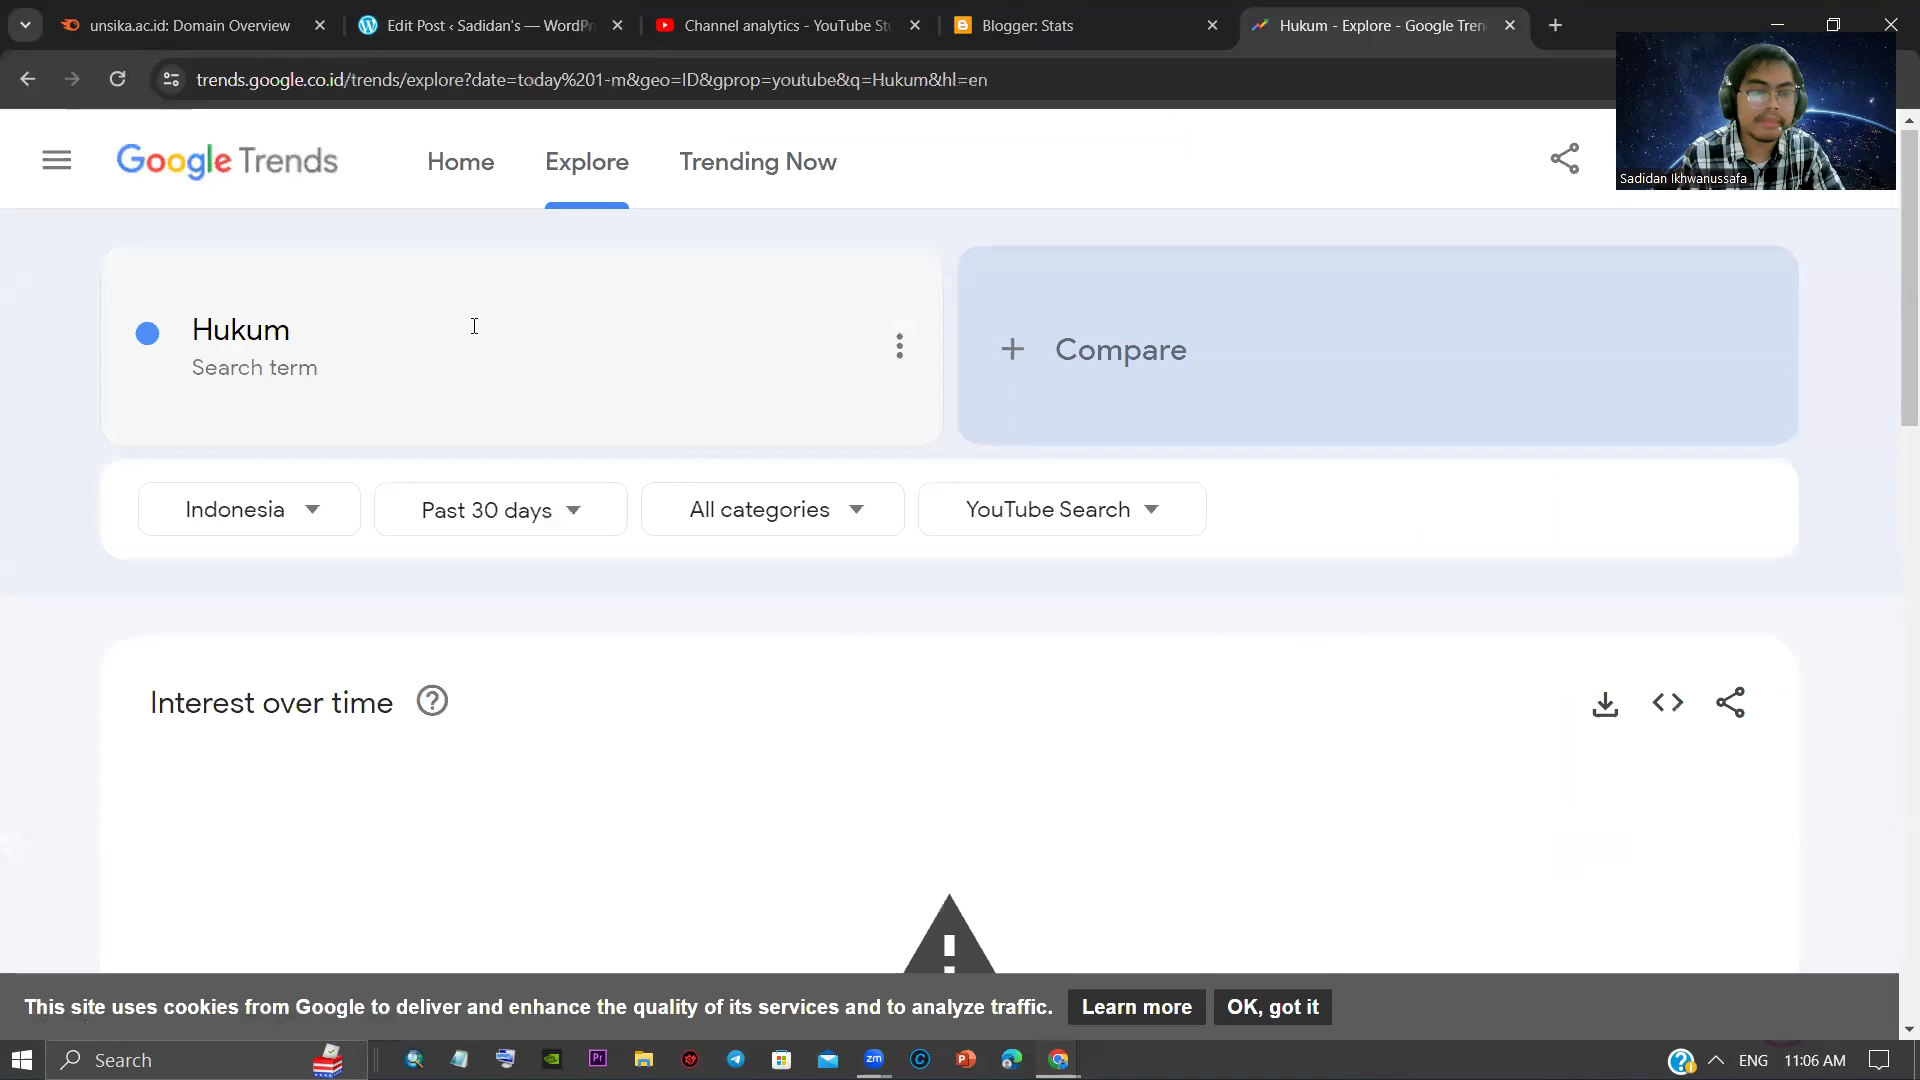 unsika.ac.id: Domain Overview
Edit Post ‹ Sadidan's — WordPr
Channel analytics - YouTube Stu
Blogger: Stats
Hukum - Explore - Google Tren
trends.google.co.id/trends/explore?date=today%201-m&geo=ID&gprop=youtube&q=Hukum&hl=en
Sadidan Ikhwanussafa
Google Trends
Home
Explore
Trending Now
Hukum
Search term
+ Compare
Indonesia
Past 30 days
All categories
YouTube Search
Interest over time
This site uses cookies from Google to deliver and enhance the quality of its services and to analyze traffic.
Learn more
OK, got it
Search
Pr
zm
ENG
11:06 AM